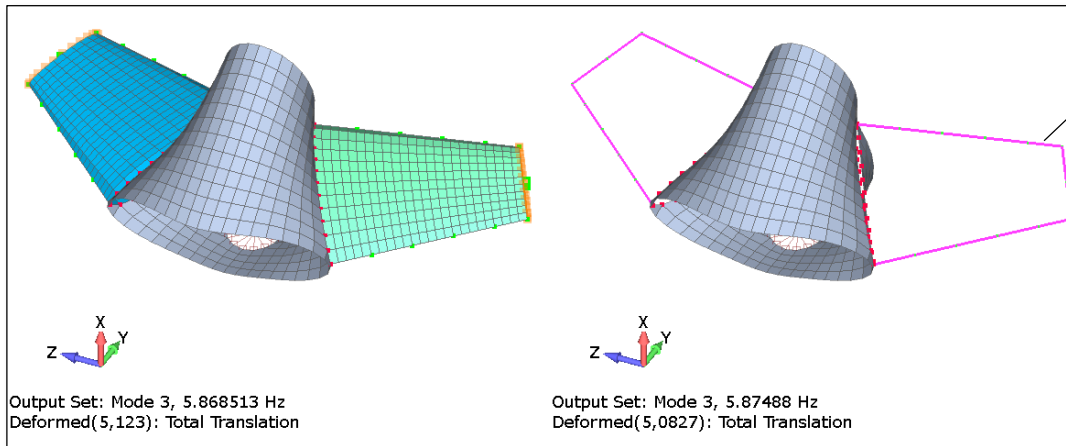 X
Y
Z
Output Set: Mode 3, 5.868513 Hz
Deformed(5,123): Total Translation
X
Y
Z
Output Set: Mode 3, 5.87488 Hz
Deformed(5,0827): Total Translation